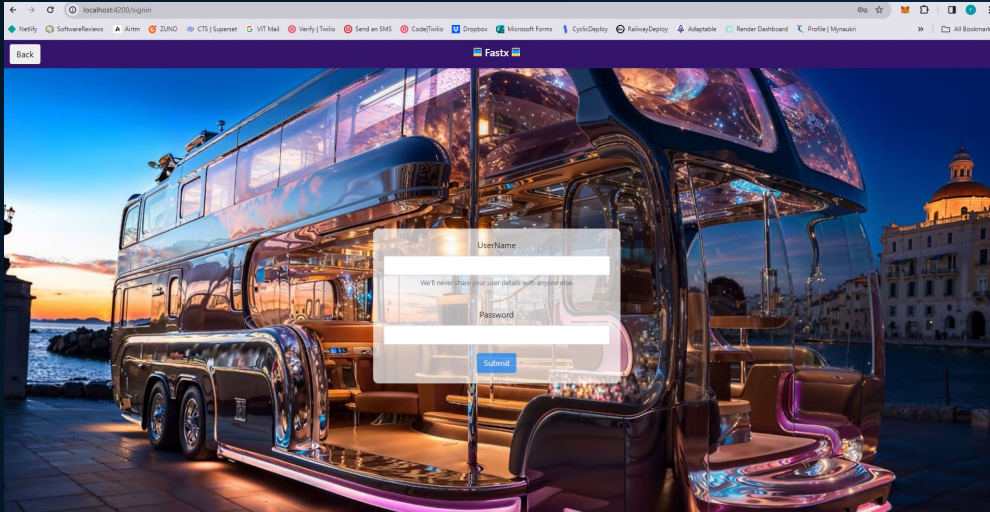 localhost:4200/signin
Netlify SoftwareReviews Airtm ZUNO CTS | Superset VIT Mail Verify | Twilio Send an SMS Code|Twilio Dropbox Microsoft Forms CyclicDeploy RailwayDeploy Adaptable Render Dashboard Profile | Mynaukri » All Bookmark
Back
Fastx
UserName
We'll never share your user details with anyone else.
Password
Submit